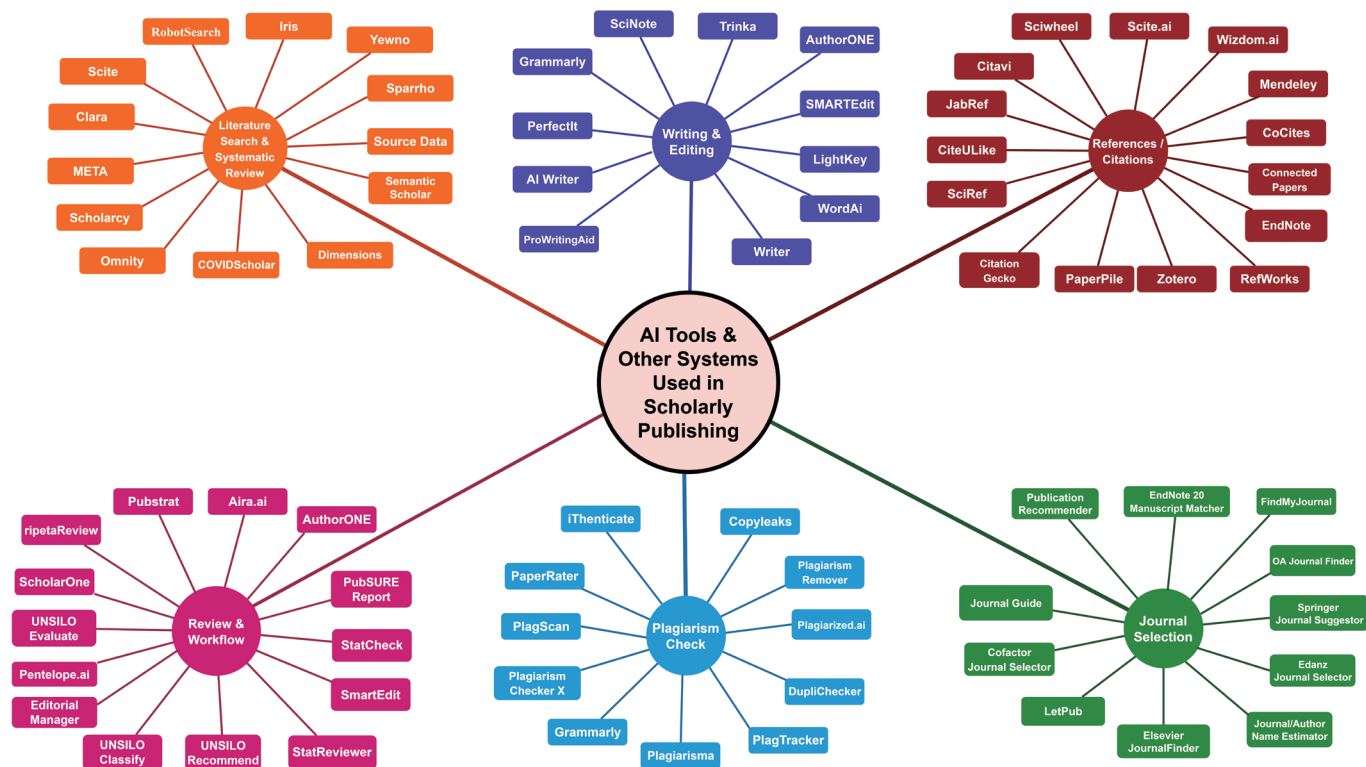 RobotSearch
Iris
Yewno
Scite
Sparrho
Clara
Source Data
META
Semantic
Scholar
Scholarcy
Omnity
COVIDScholar
Dimensions
Literature
Search &
Systematic
Review
SciNote
Trinka
AuthorONE
Grammarly
SMARTEdit
PerfectIt
LightKey
AI Writer
WordAi
ProWritingAid
Writer
Writing &
Editing
Sciwheel
Scite.ai
Wizdom.ai
Citavi
Mendeley
JabRef
CoCites
CiteULike
Connected
Papers
SciRef
EndNote
Citation
Gecko
PaperPile
Zotero
RefWorks
References /
Citations
AI Tools &
Other Systems
Used in
Scholarly
Publishing
Pubstrat
Aira.ai
AuthorONE
ripetaReview
ScholarOne
PubSURE
Report
UNSILO
Evaluate
StatCheck
Pentelope.ai
SmartEdit
Editorial
Manager
UNSILO
Classify
UNSILO
Recommend
StatReviewer
Review &
Workflow
iThenticate
Copyleaks
PaperRater
Plagiarism
Remover
PlagScan
Plagiarized.ai
Plagiarism
Checker X
DupliChecker
Grammarly
Plagiarisma
PlagTracker
Plagiarism
Check
Publication
Recommender
EndNote 20
Manuscript Matcher
FindMyJournal
OA Journal Finder
Journal Guide
Springer
Journal Suggestor
Cofactor
Journal Selector
Edanz
Journal Selector
LetPub
Elsevier
JournalFinder
Journal/Author
Name Estimator
Journal
Selection